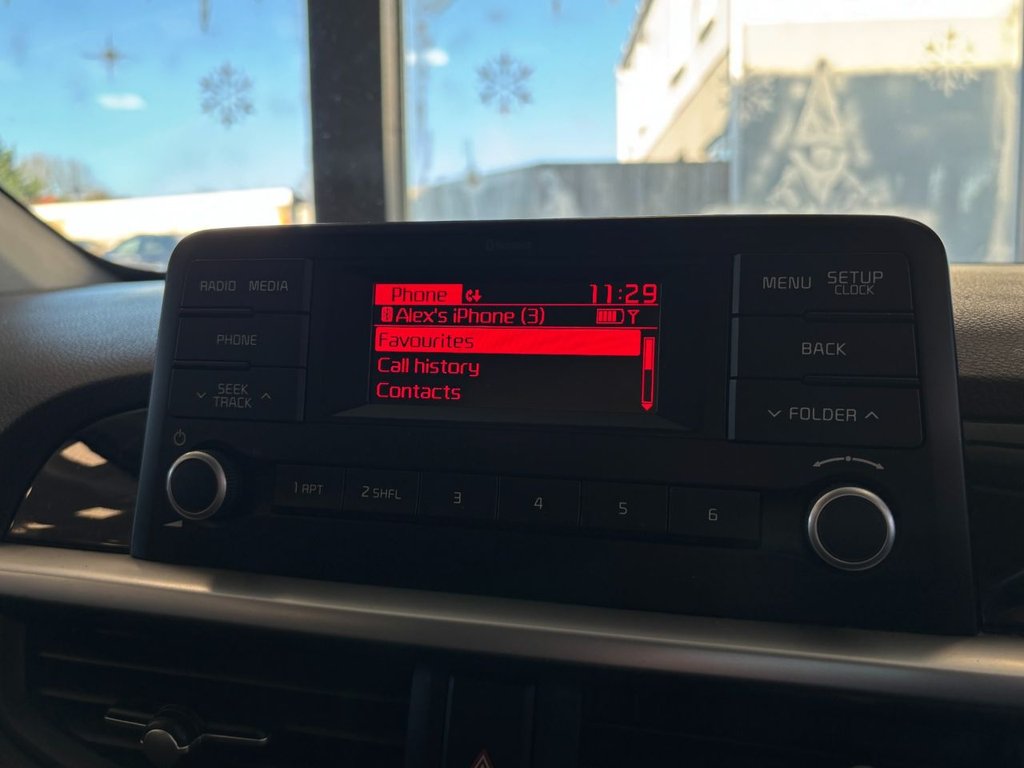 RADIO MEDIA
PHONE
SEEK
TRACK
Phone 11:29
Alex's iPhone (3)
Favourites
Call history
Contacts
MENU SETUP
CLOCK
BACK
FOLDER
1 APT 2 SHFL 3 4 5 6